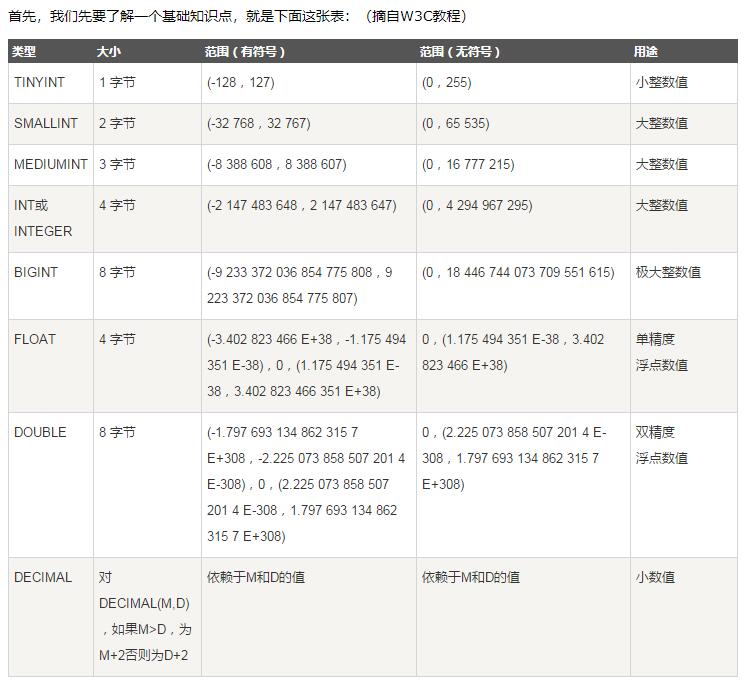 首先，我们先要了解一个基础知识点，就是下面这张表：（摘自W3C教程）
类型 大小 范围（有符号） 范围（无符号） 用途
TINYINT 1 字节 (-128，127) (0，255) 小整数值
SMALLINT 2 字节 (-32 768，32 767) (0，65 535) 大整数值
MEDIUMINT 3 字节 (-8 388 608，8 388 607) (0，16 777 215) 大整数值
INT或 4 字节 (-2 147 483 648，2 147 483 647) (0，4 294 967 295) 大整数值
INTEGER
BIGINT 8 字节 (-9 233 372 036 854 775 808，9 (0，18 446 744 073 709 551 615) 极大整数值
223 372 036 854 775 807)
FLOAT 4 字节 (-3.402 823 466 E+38，-1.175 494 0，(1.175 494 351 E-38，3.402 单精度
351 E-38)，0，(1.175 494 351 E- 823 466 E+38) 浮点数值
38，3.402 823 466 351 E+38)
DOUBLE 8 字节 (-1.797 693 134 862 315 7 0，(2.225 073 858 507 201 4 E- 双精度
E+308，-2.225 073 858 507 201 4 308，1.797 693 134 862 315 7 浮点数值
E-308)，0，(2.225 073 858 507 E+308)
201 4 E-308，1.797 693 134 862
315 7 E+308)
DECIMAL 对 依赖于M和D的值 依赖于M和D的值 小数值
DECIMAL(M,D)
，如果M>D，为
M+2否则为D+2